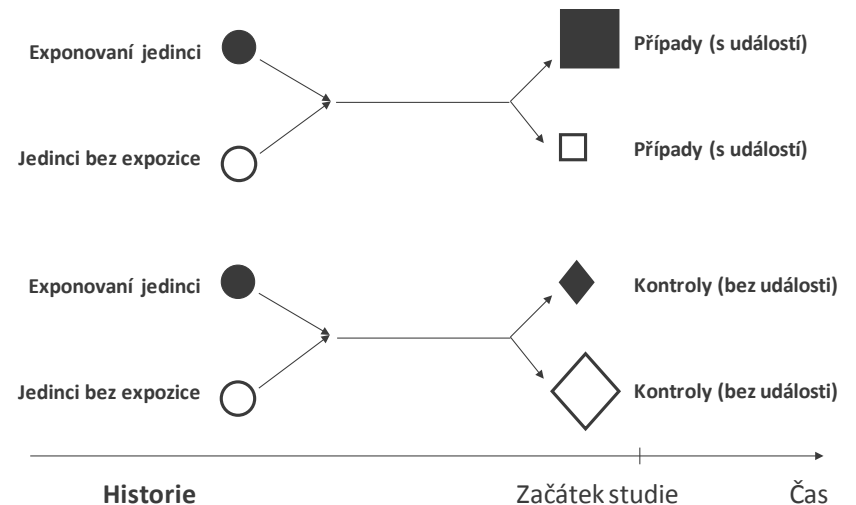 Exponovaní jedinci
Případy (s událostí)
Jedinci bez expozice
Případy (s událostí)
Exponovaní jedinci
Kontroly (bez události)
Jedinci bez expozice
Kontroly (bez události)
Historie
Začátek studie
Čas